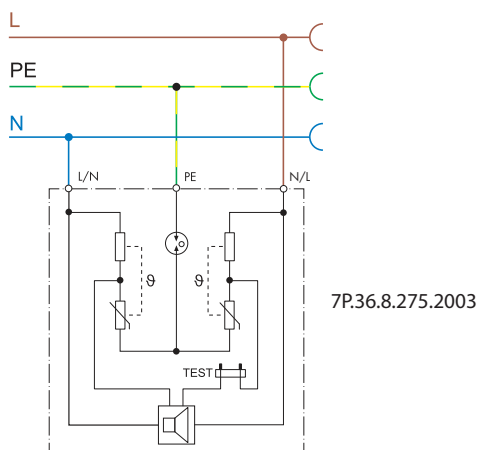 L
PE
N
L/N PE N/L
ϑ ϑ
7P.36.8.275.2003
TEST